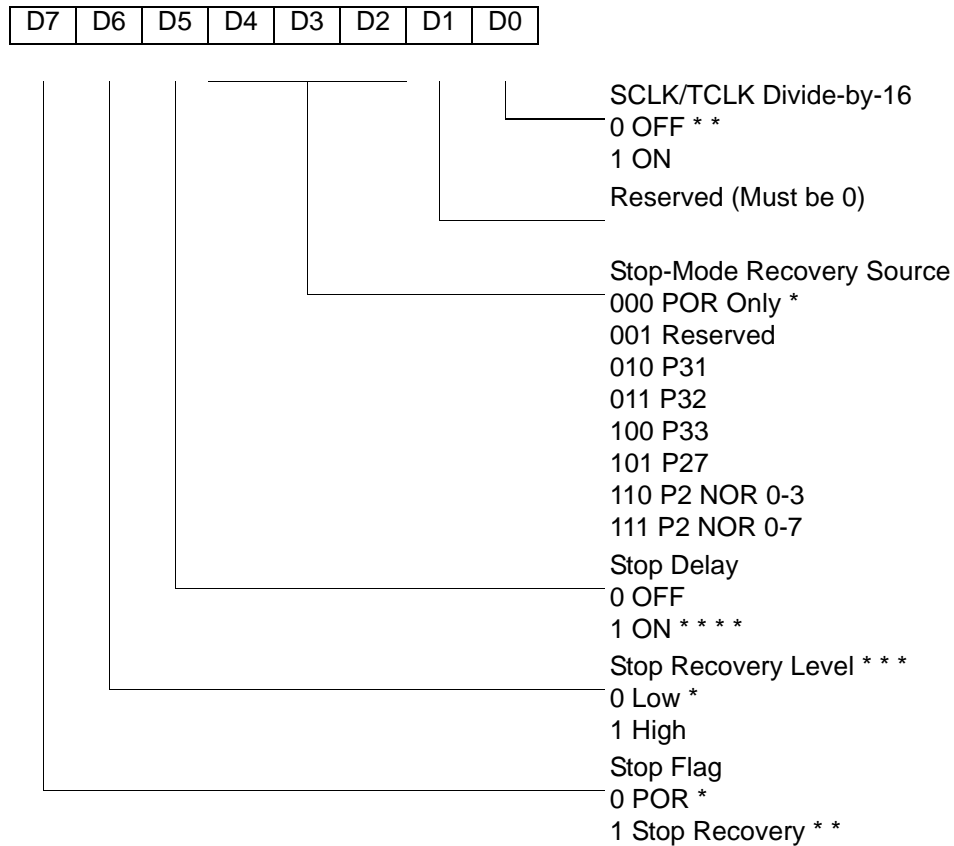 D7 D6 D5 D4 D3 D2 D1 D0
SCLK/TCLK Divide-by-16
0 OFF * *
1 ON
Reserved (Must be 0)
Stop-Mode Recovery Source
000 POR Only *
001 Reserved
010 P31
011 P32
100 P33
101 P27
110 P2 NOR 0-3
111 P2 NOR 0-7
Stop Delay
0 OFF
1 ON * * * *
Stop Recovery Level * * *
0 Low *
1 High
Stop Flag
0 POR *
1 Stop Recovery * *